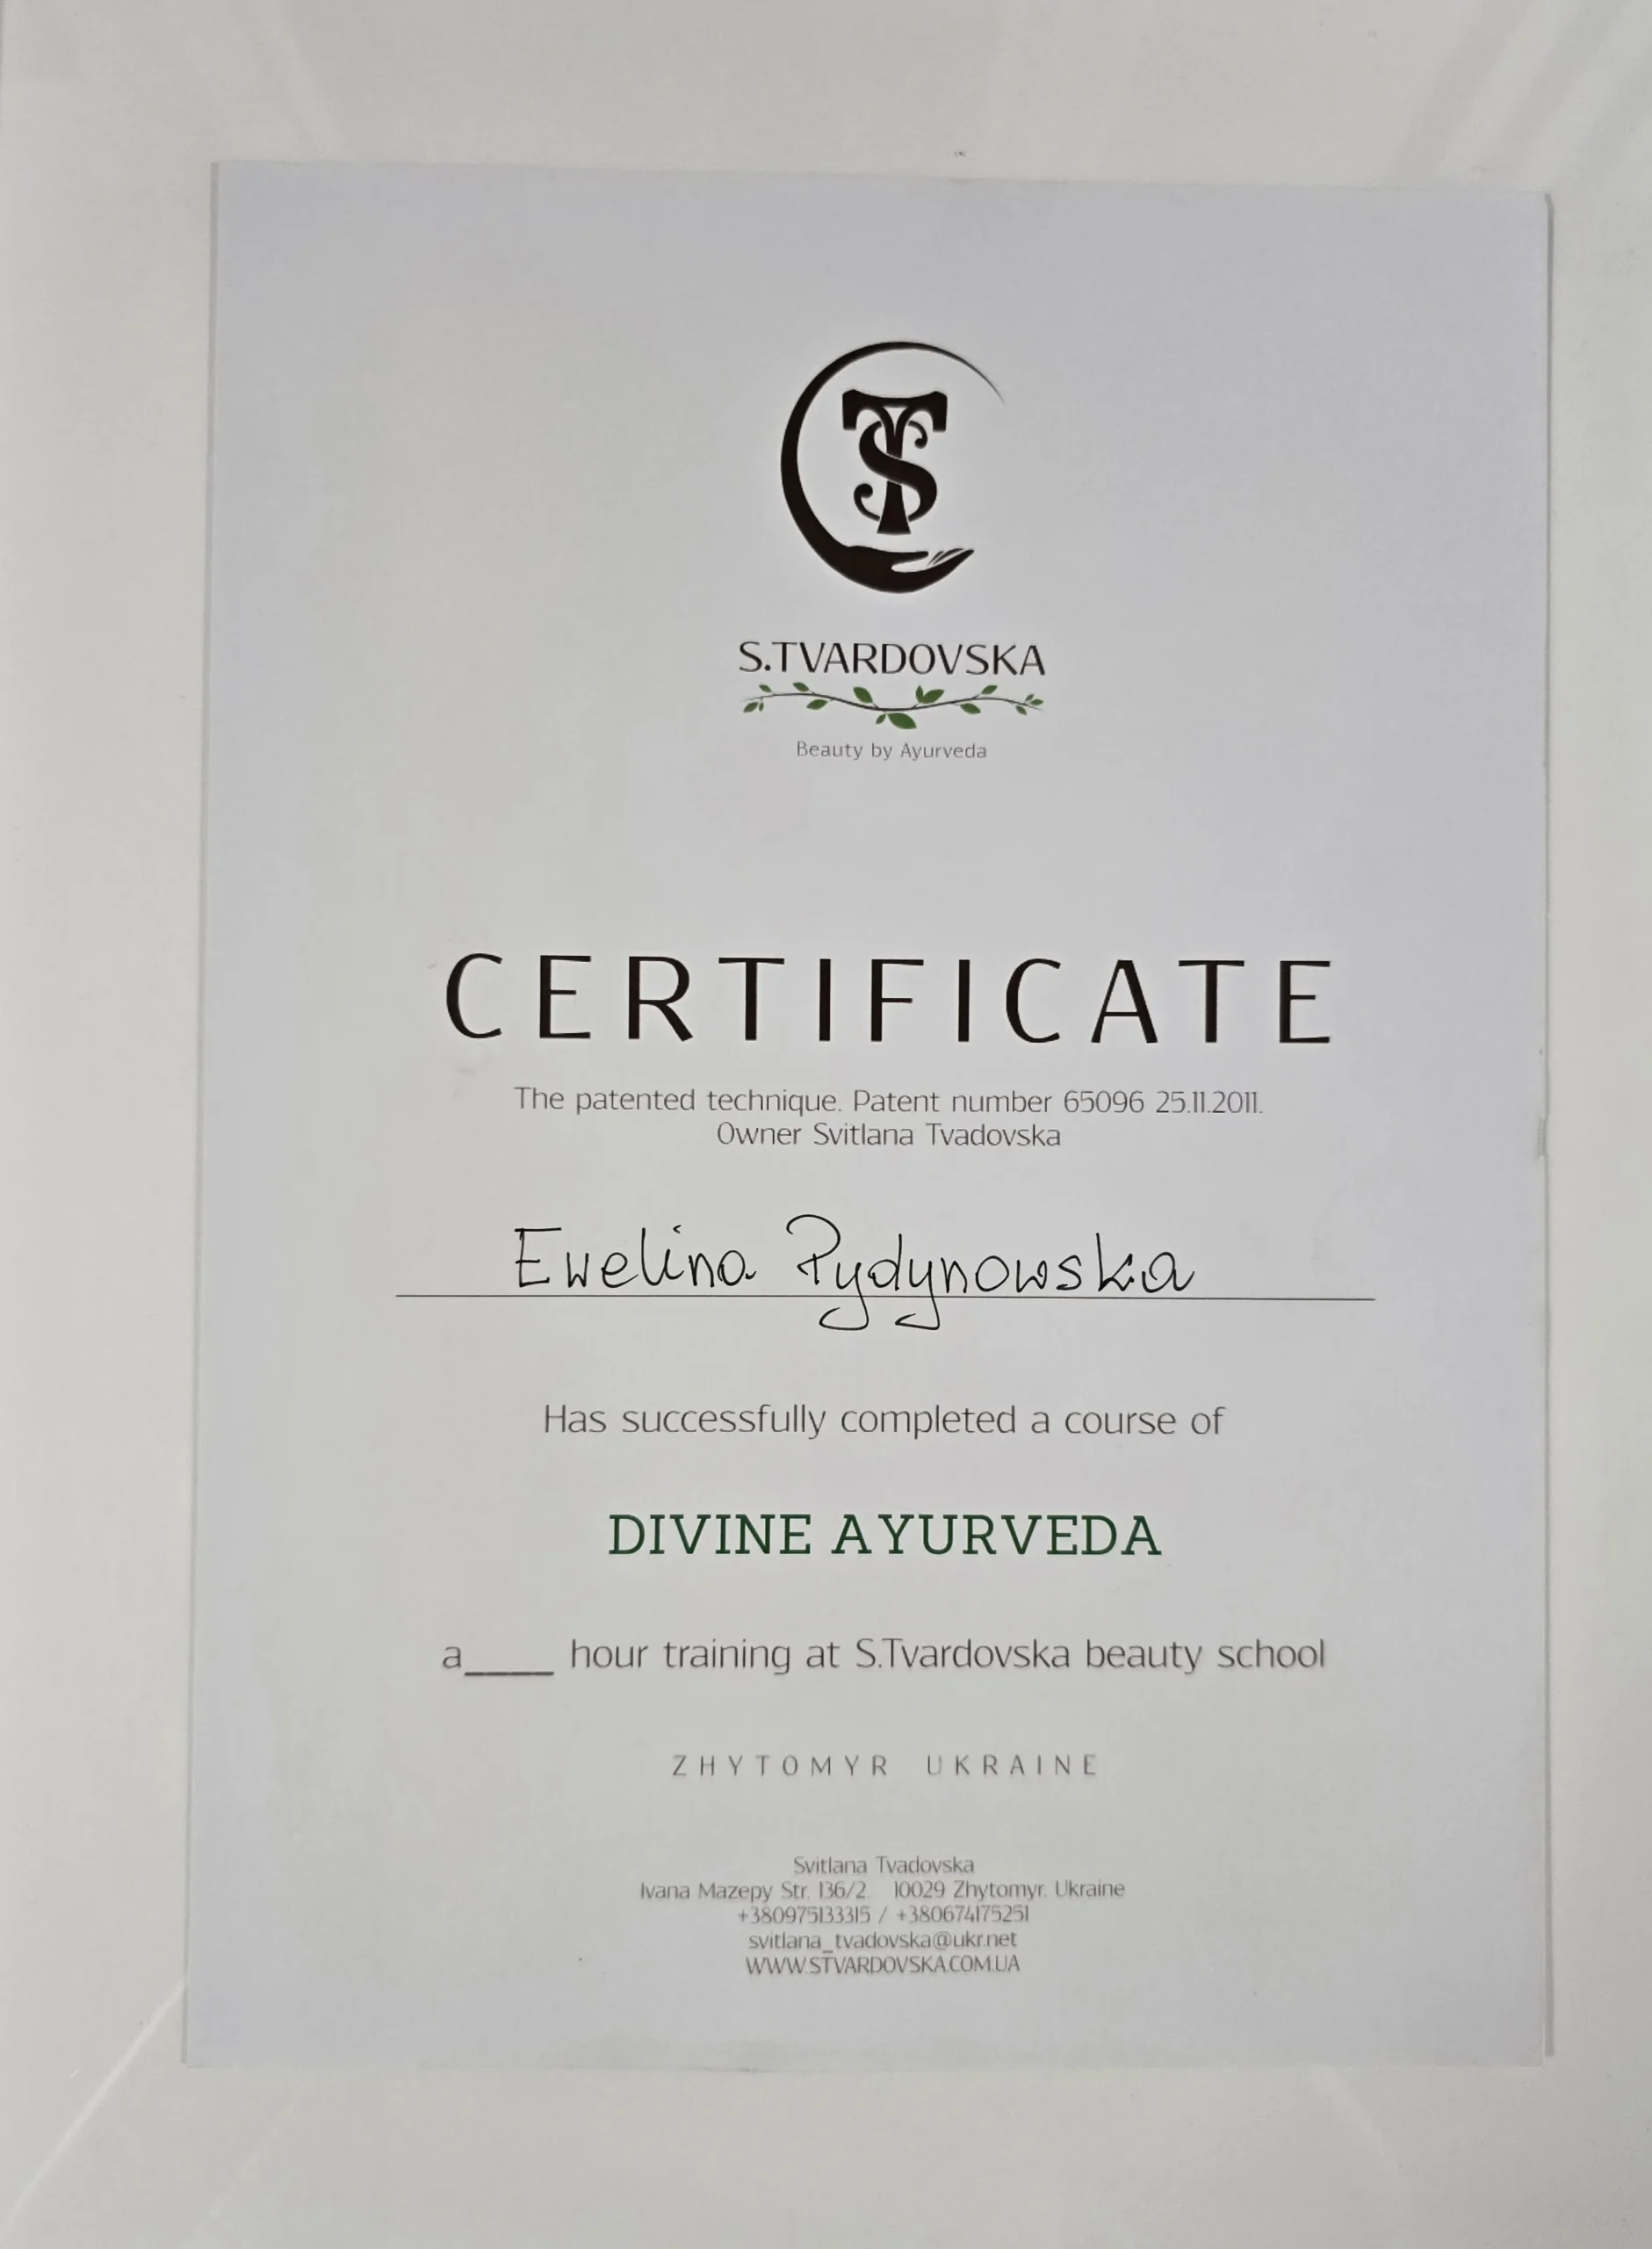 TS
S.TVARDOVSKA
Beauty by Ayurveda
CERTIFICATE
The patented technique. Patent number 65096 25.11.2011.
Owner Svitlana Tvadovska
Ewelina Pydynowska
Has successfully completed a course of
DIVINE AYURVEDA
a____ hour training at S.Tvardovska beauty school
ZHYTOMYR UKRAINE
Svitlana Tvadovska
Ivana Mazepy Str. 136/2. 10029 Zhytomyr. Ukraine
+380975133315 / +380674175251
svitlana_tvadovska@ukr.net
WWW.STVARDOVSKA.COM.UA